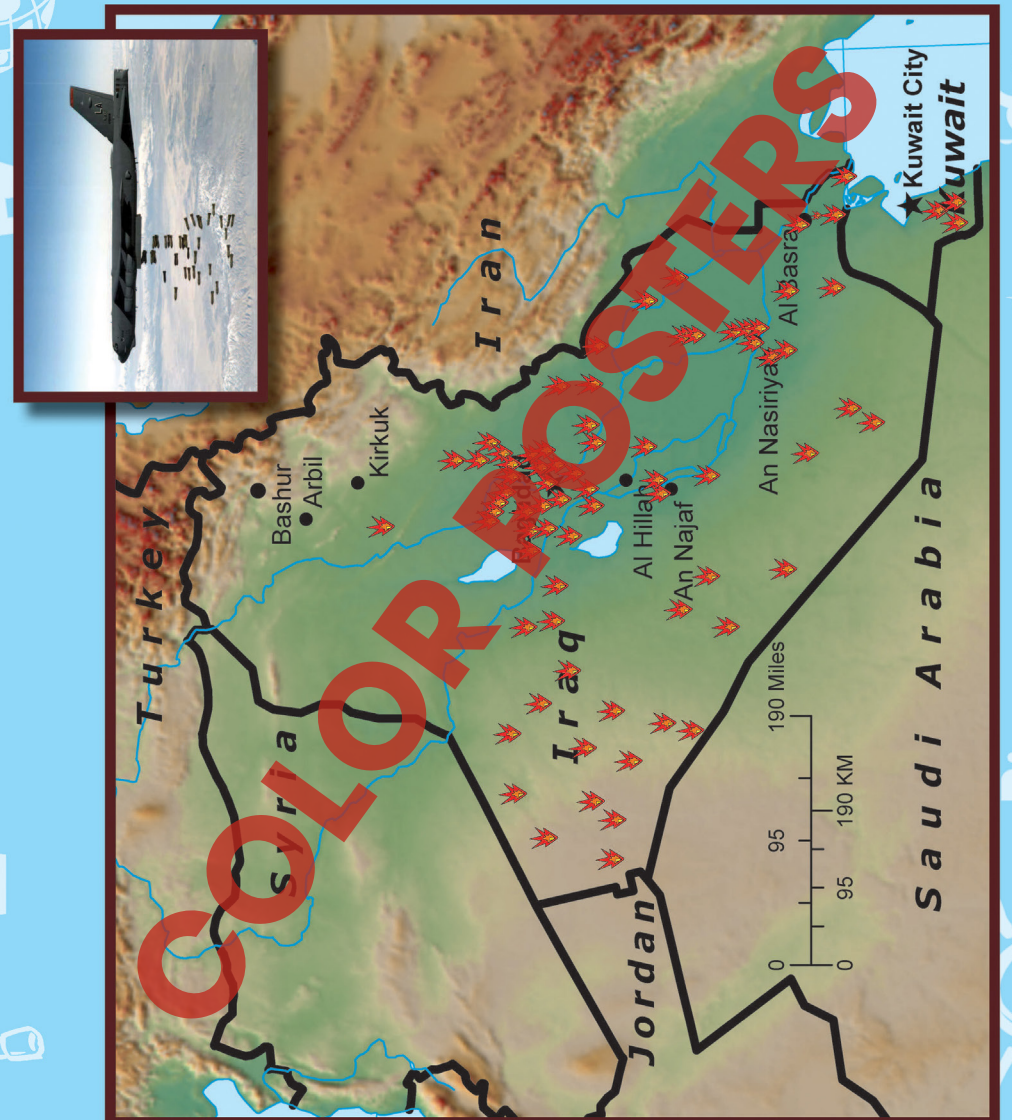 COLOR POSTERS
Turkey
Syria
Iran
Iraq
Jordan
Saudi Arabia
Kuwait
Kuwait City
Bashur
Arbil
Kirkuk
Baghdad
Al Hillah
An Najaf
An Nasiriya
Al Basra
0 95 190 Miles
0 95 190 KM